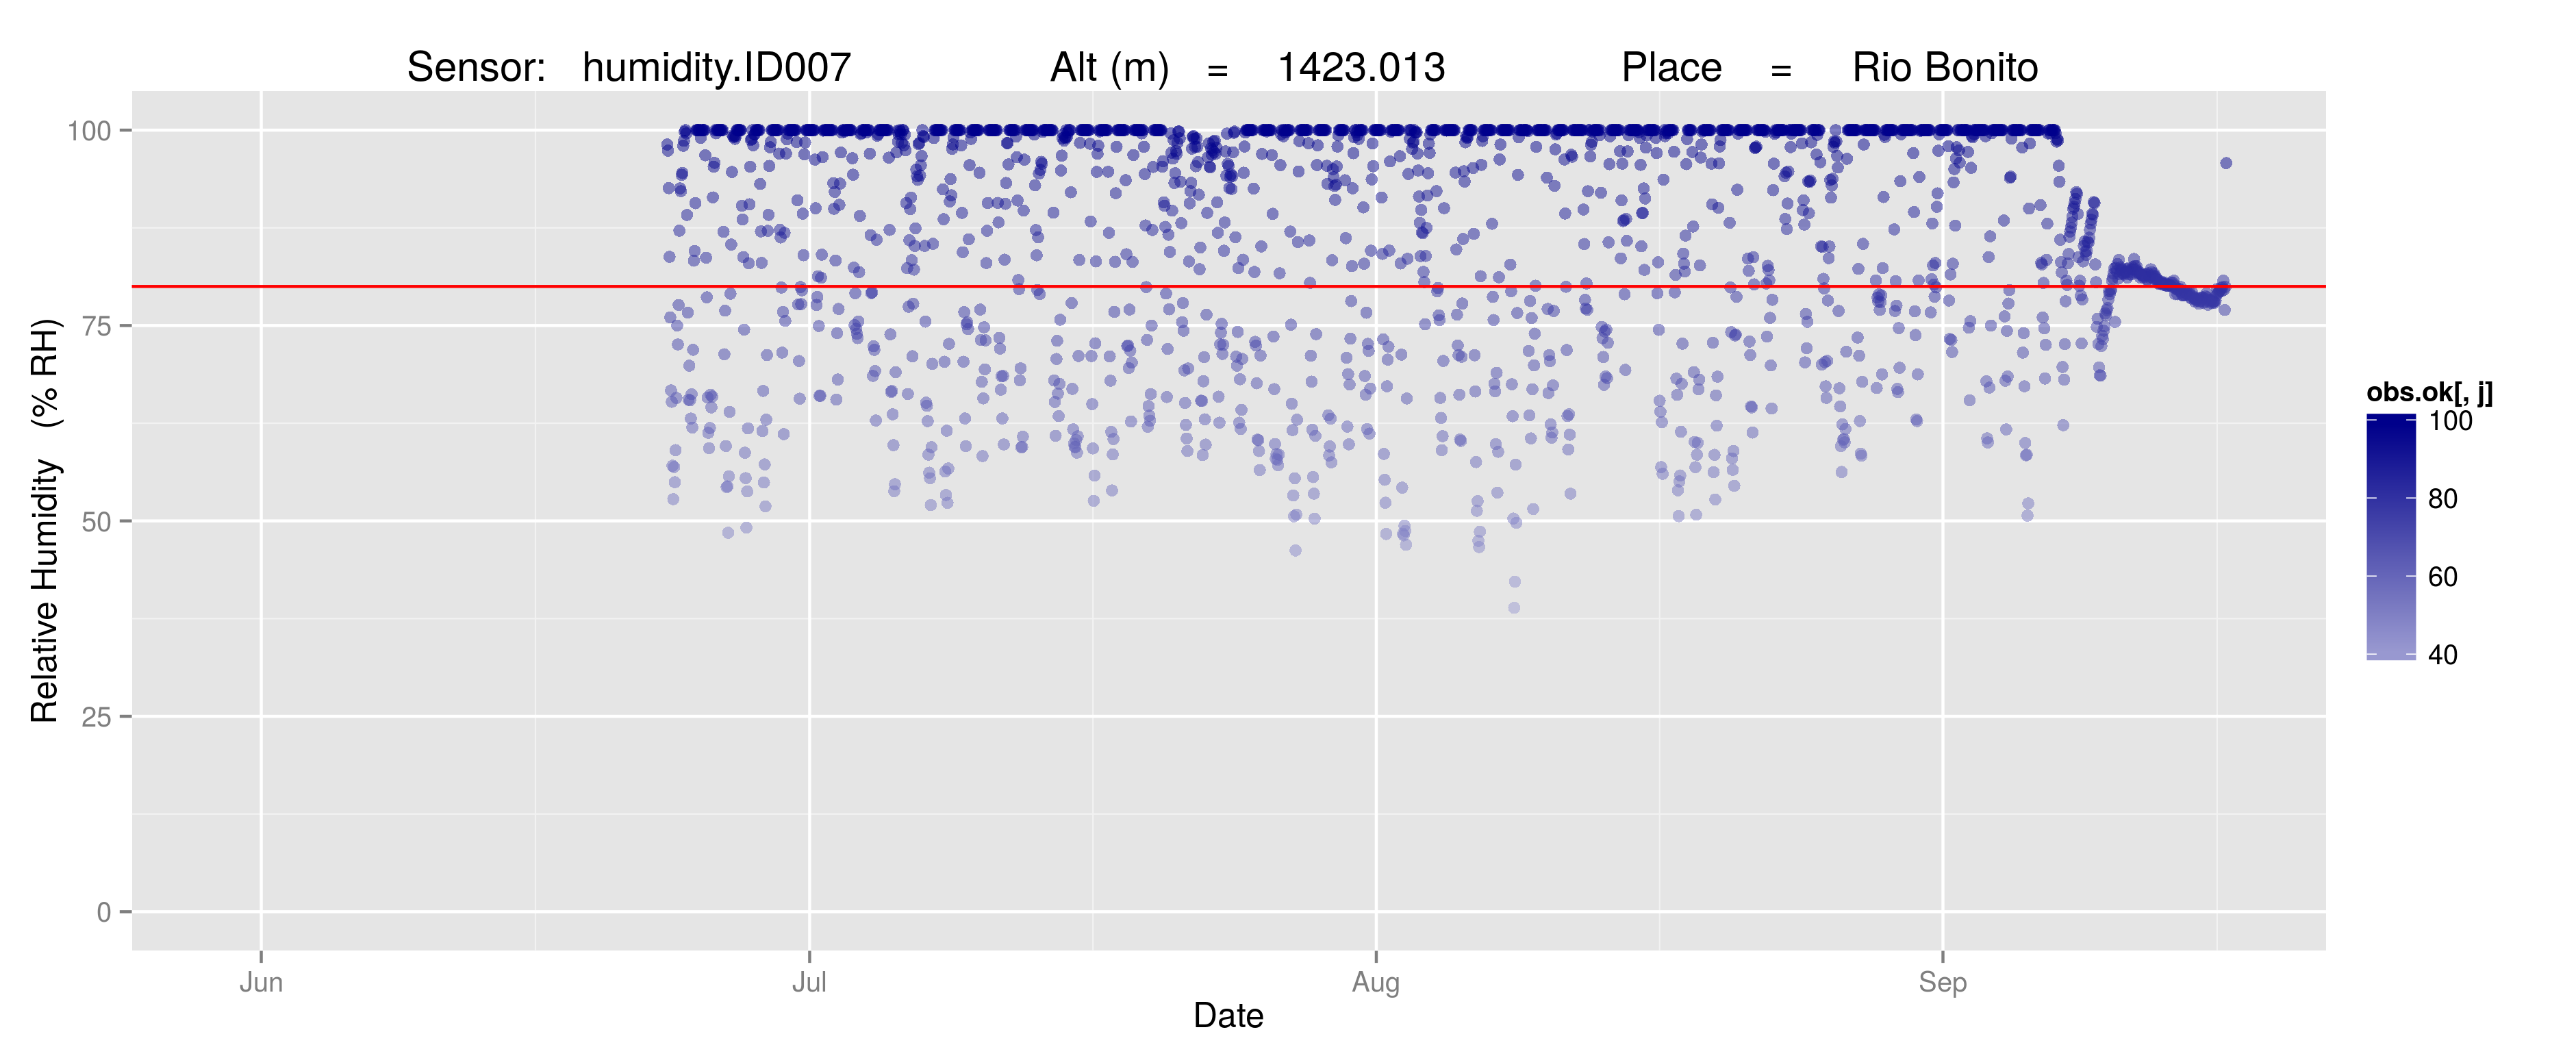 Sensor: humidity.ID007 Alt (m) = 1423.013 Place = Rio Bonito
Relative Humidity (% RH)
100
75
50
25
0
Jun Jul Aug Sep
Date
obs.ok[, j]
100
80
60
40